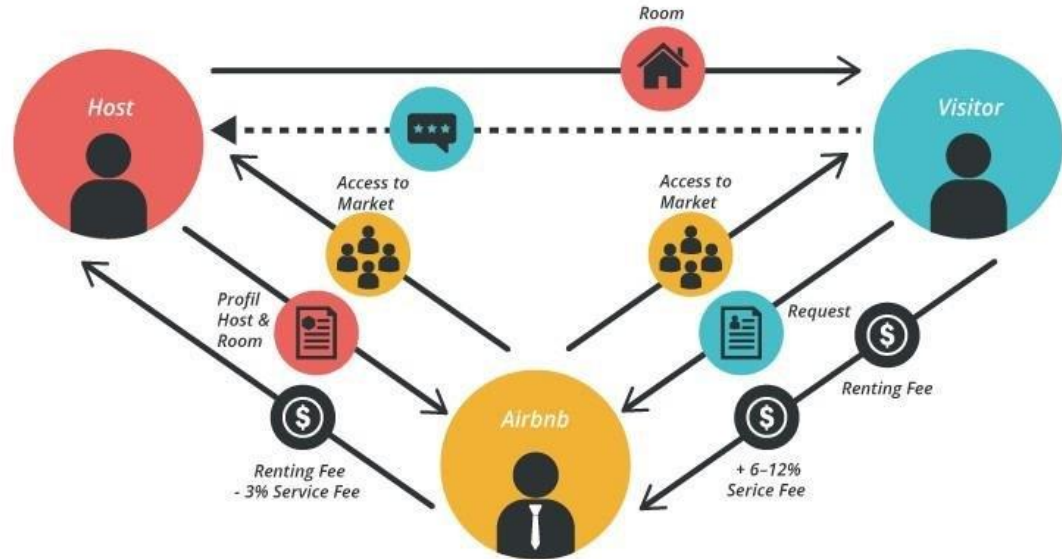 Room
Host
Visitor
Access to
Market
Access to
Market
Profil
Host &
Room
Request
$
Renting Fee
$
$
Airbnb
Renting Fee
- 3% Service Fee
+ 6–12%
Serice Fee